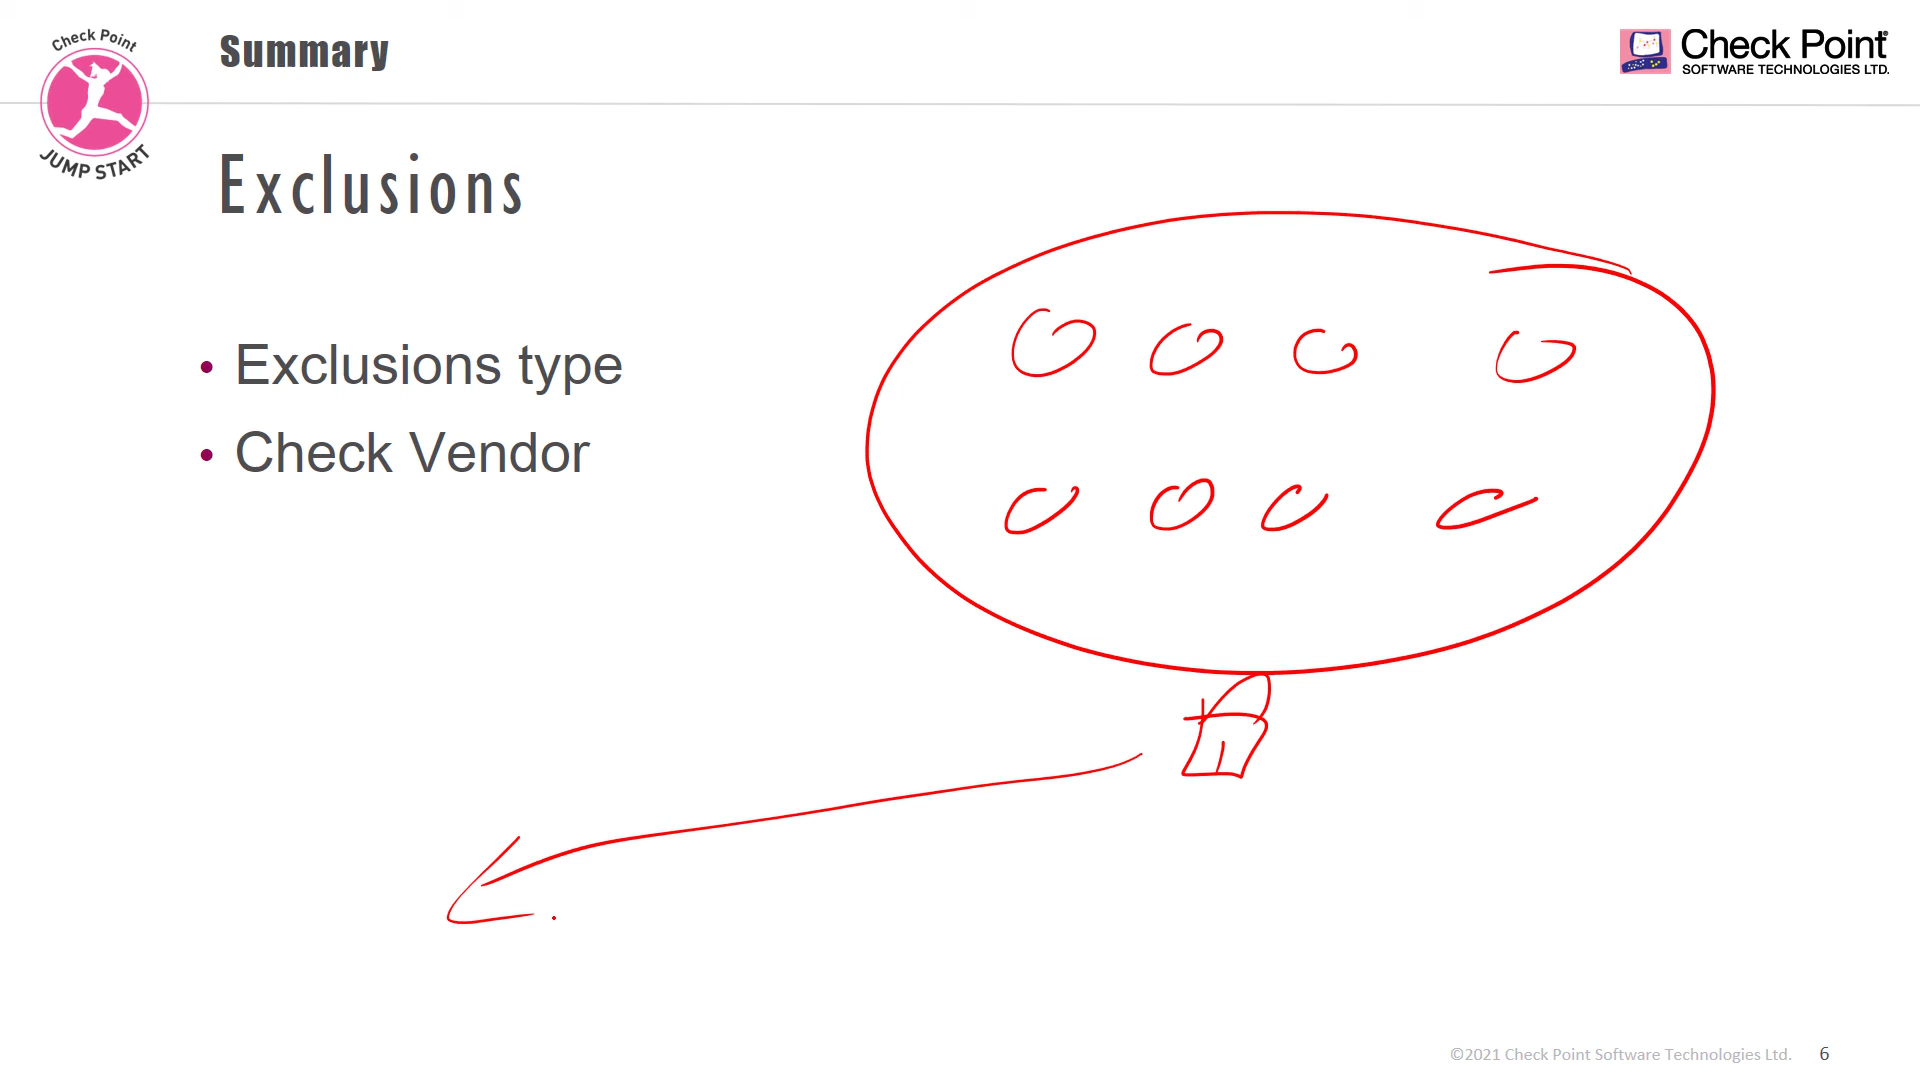 Check Point
JUMP START
Summary
Check Point
SOFTWARE TECHNOLOGIES LTD.
Exclusions
• Exclusions type
• Check Vendor
©2021 Check Point Software Technologies Ltd. 6